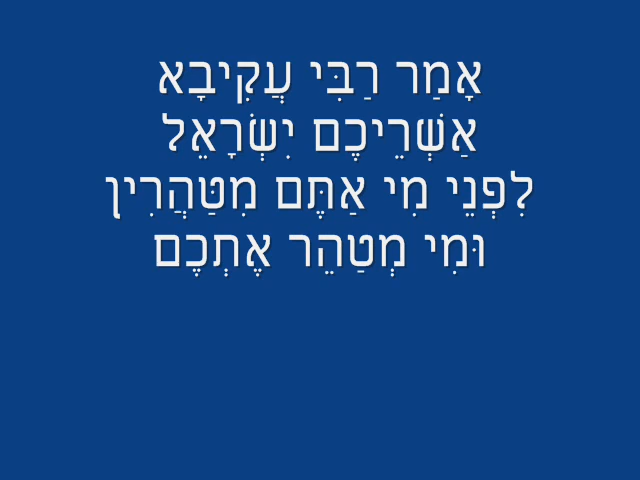 אָמַר רַבִּי עֲקִיבָא
אַשְׁרֵיכֶם יִשְׂרָאֵל
לִפְנֵי מִי אַתֶּם מִטַּהֲרִין
וּמִי מְטַהֵר אֶתְכֶם